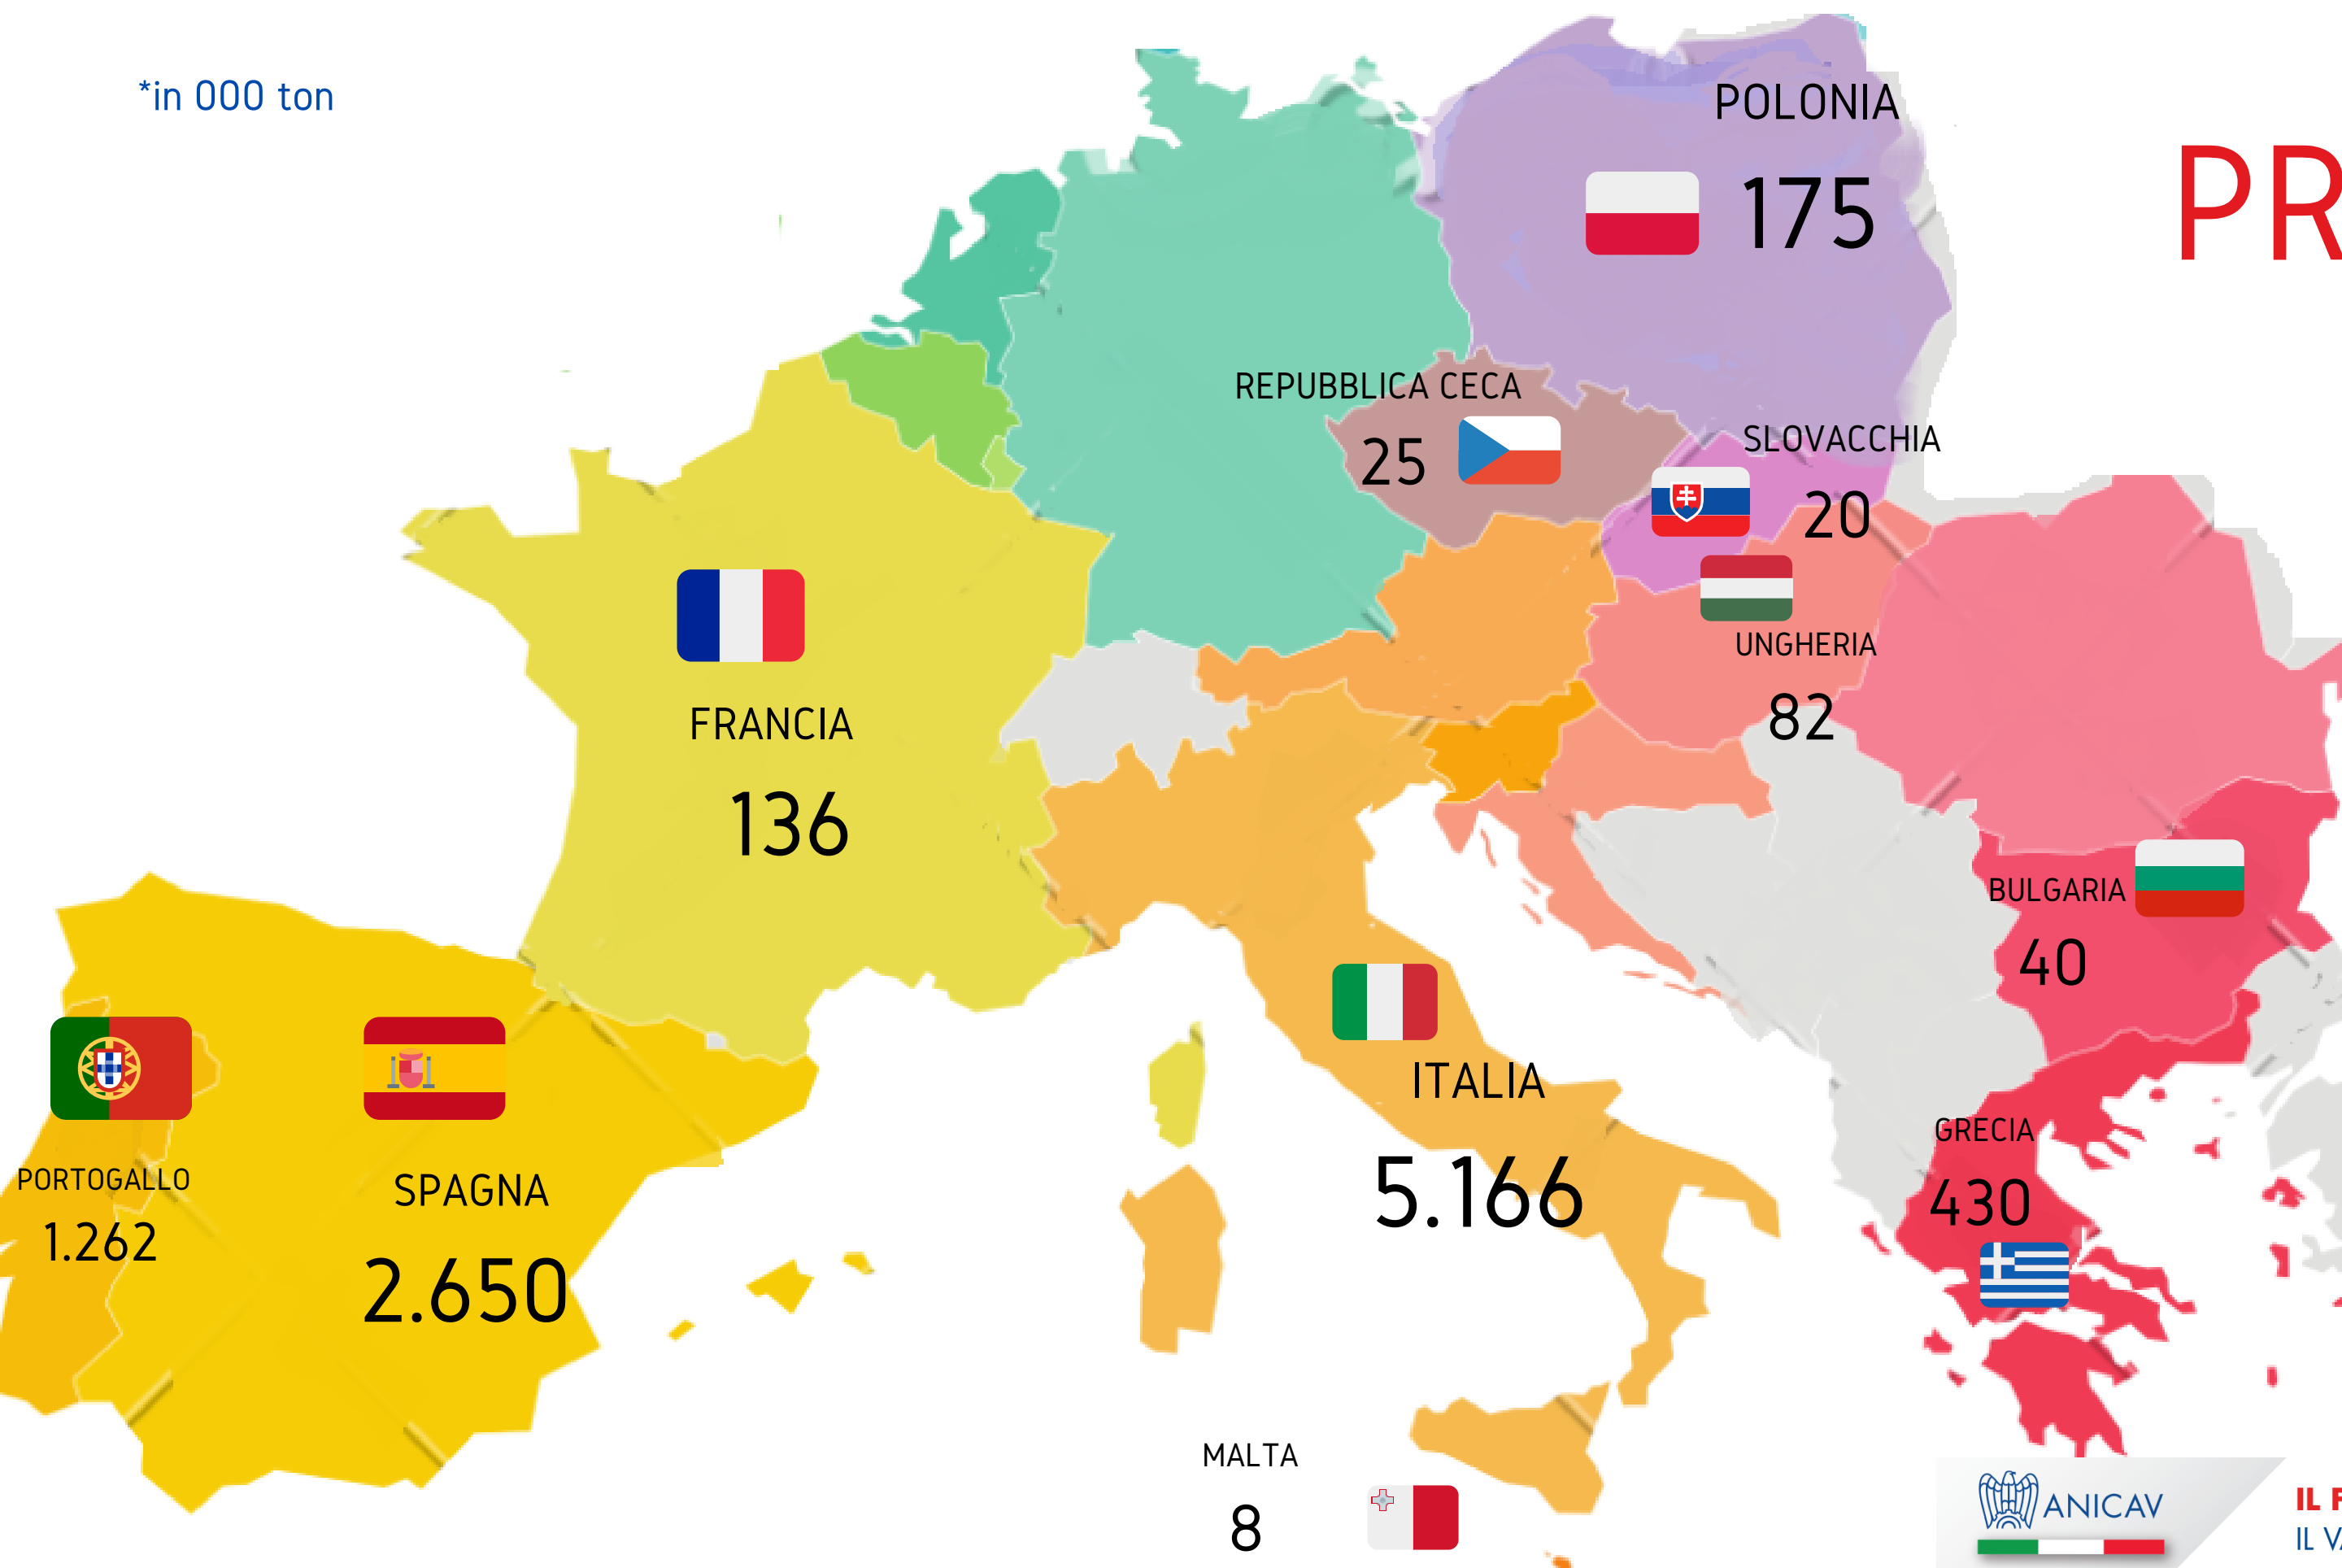 *in 000 ton
POLONIA
175
PR
REPUBBLICA CECA
25
SLOVACCHIA
20
UNGHERIA
82
FRANCIA
136
BULGARIA
40
ITALIA
5.166
GRECIA
430
PORTOGALLO
1.262
SPAGNA
2.650
MALTA
8
ANICAV
IL F
IL V